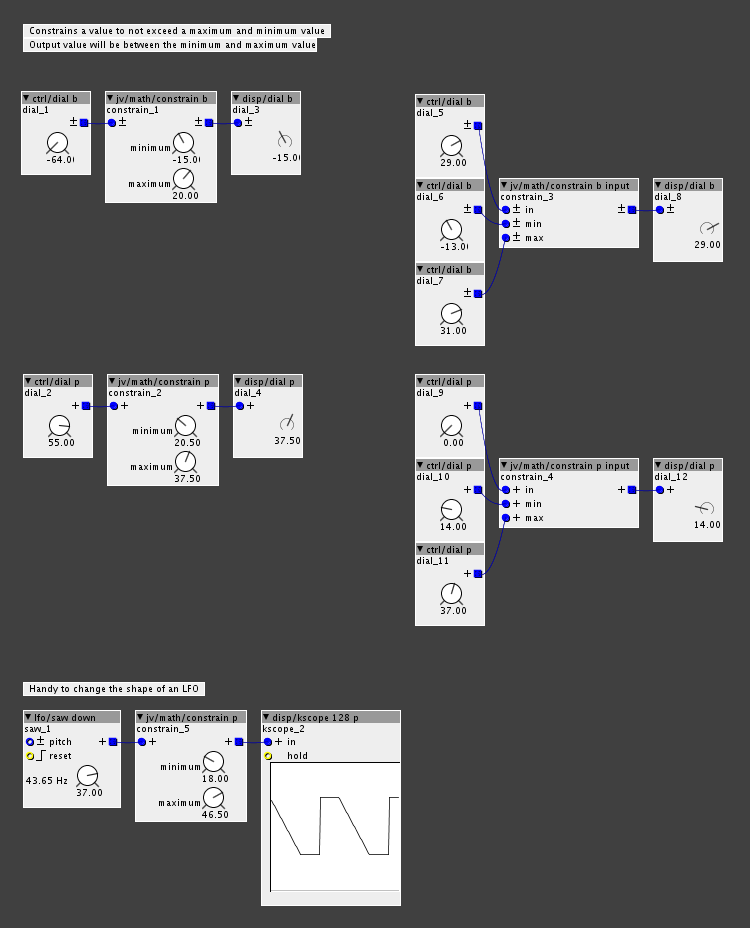 Constrains a value to not exceed a maximum and minimum value
Output value will be between the minimum and maximum value
ctrl/dial b
dial_1
±
-64.0
jv/math/constrain b
constrain_1
± ±
minimum
-15.0
maximum
20.00
disp/dial b
dial_3
±
-15.0
ctrl/dial b
dial_5
±
29.00
ctrl/dial b
dial_6
±
-13.0
ctrl/dial b
dial_7
±
31.00
jv/math/constrain b input
constrain_3
± in ±
± min
± max
disp/dial b
dial_8
±
29.00
ctrl/dial p
dial_2
+
55.00
jv/math/constrain p
constrain_2
+ +
minimum
20.50
maximum
37.50
disp/dial p
dial_4
+
37.50
ctrl/dial p
dial_9
+
0.00
ctrl/dial p
dial_10
+
14.00
ctrl/dial p
dial_11
+
37.00
jv/math/constrain p input
constrain_4
+ in +
+ min
+ max
disp/dial p
dial_12
+
14.00
Handy to change the shape of an LFO
lfo/saw down
saw_1
± pitch +
reset
43.65 Hz
37.00
jv/math/constrain p
constrain_5
+ +
minimum
18.00
maximum
46.50
disp/kscope 128 p
kscope_2
+ in
hold